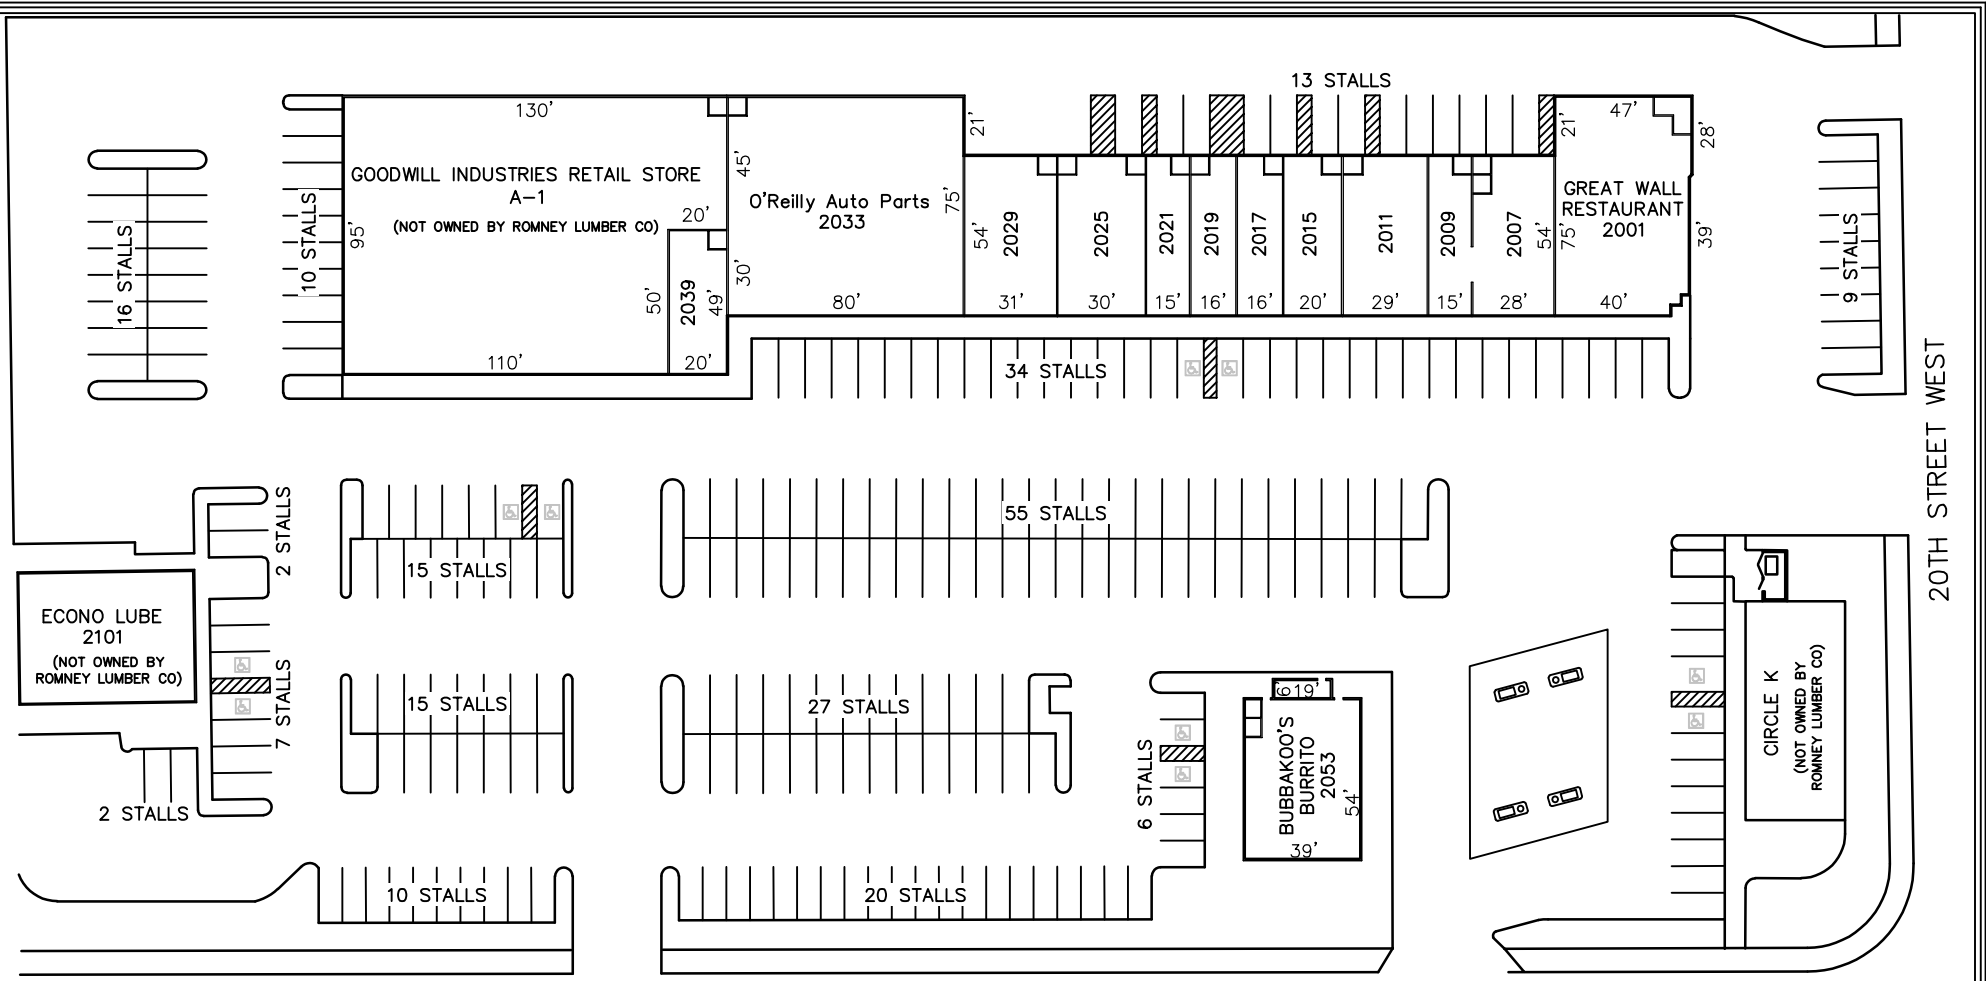 13 STALLS
130'
21'
21'
47'
28'
GOODWILL INDUSTRIES RETAIL STORE
A-1
(NOT OWNED BY ROMNEY LUMBER CO)
45'
O'Reilly Auto Parts
2033
75'
GREAT WALL
RESTAURANT
2001
16 STALLS
10 STALLS
95'
20'
50'
2039
49'
30'
54'
2029
2025
2021
2019
2017
2015
2011
2009
2007
54'
75'
39'
9 STALLS
80'
31'
30'
15'
16'
16'
20'
29'
15'
28'
40'
110'
20'
34 STALLS
20TH STREET WEST
2 STALLS
15 STALLS
55 STALLS
ECONO LUBE
2101
(NOT OWNED BY
ROMNEY LUMBER CO)
7 STALLS
15 STALLS
27 STALLS
6 STALLS
6'
19'
BUBBAKOO'S
BURRITO
2053
54'
39'
CIRCLE K
(NOT OWNED BY
ROMNEY LUMBER CO)
2 STALLS
10 STALLS
20 STALLS